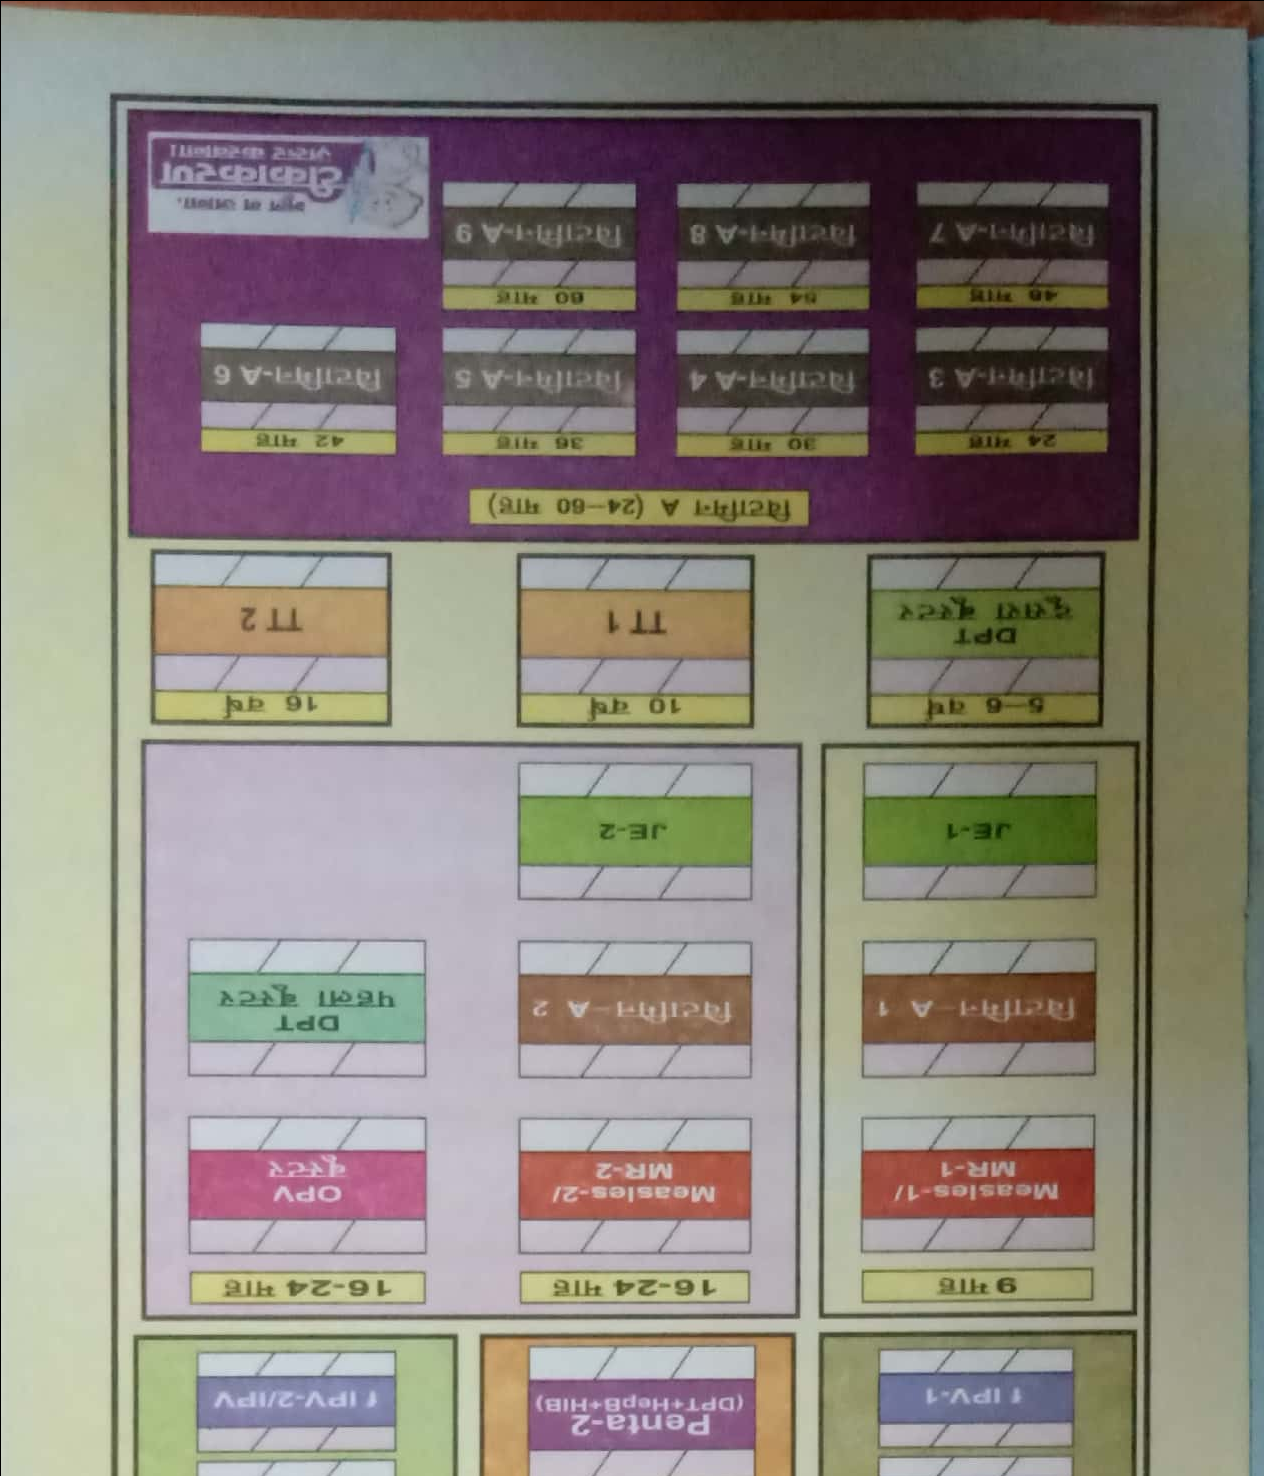 f IPV-1
Penta-2
(DPT+HepB+HIB)
f IPV-2/IPV
9 माह
16-24 माह
16-24 माह
Measles-1/
MR-1
Measles-2/
MR-2
OPV
बूस्टर
विटामिन–A 1
विटामिन–A 2
DPT
पहला बूस्टर
JE-1
JE-2
5–6 वर्ष
10 वर्ष
16 वर्ष
DPT
दूसरा बूस्टर
TT 1
TT 2
विटामिन A (24–60 माह)
24 माह
30 माह
36 माह
42 माह
विटामिन-A 3
विटामिन-A 4
विटामिन-A 5
विटामिन-A 6
48 माह
54 माह
60 माह
विटामिन-A 7
विटामिन-A 8
विटामिन-A 9
भूल न जाना,
टीकाकरण
ज़रूर करवाना!